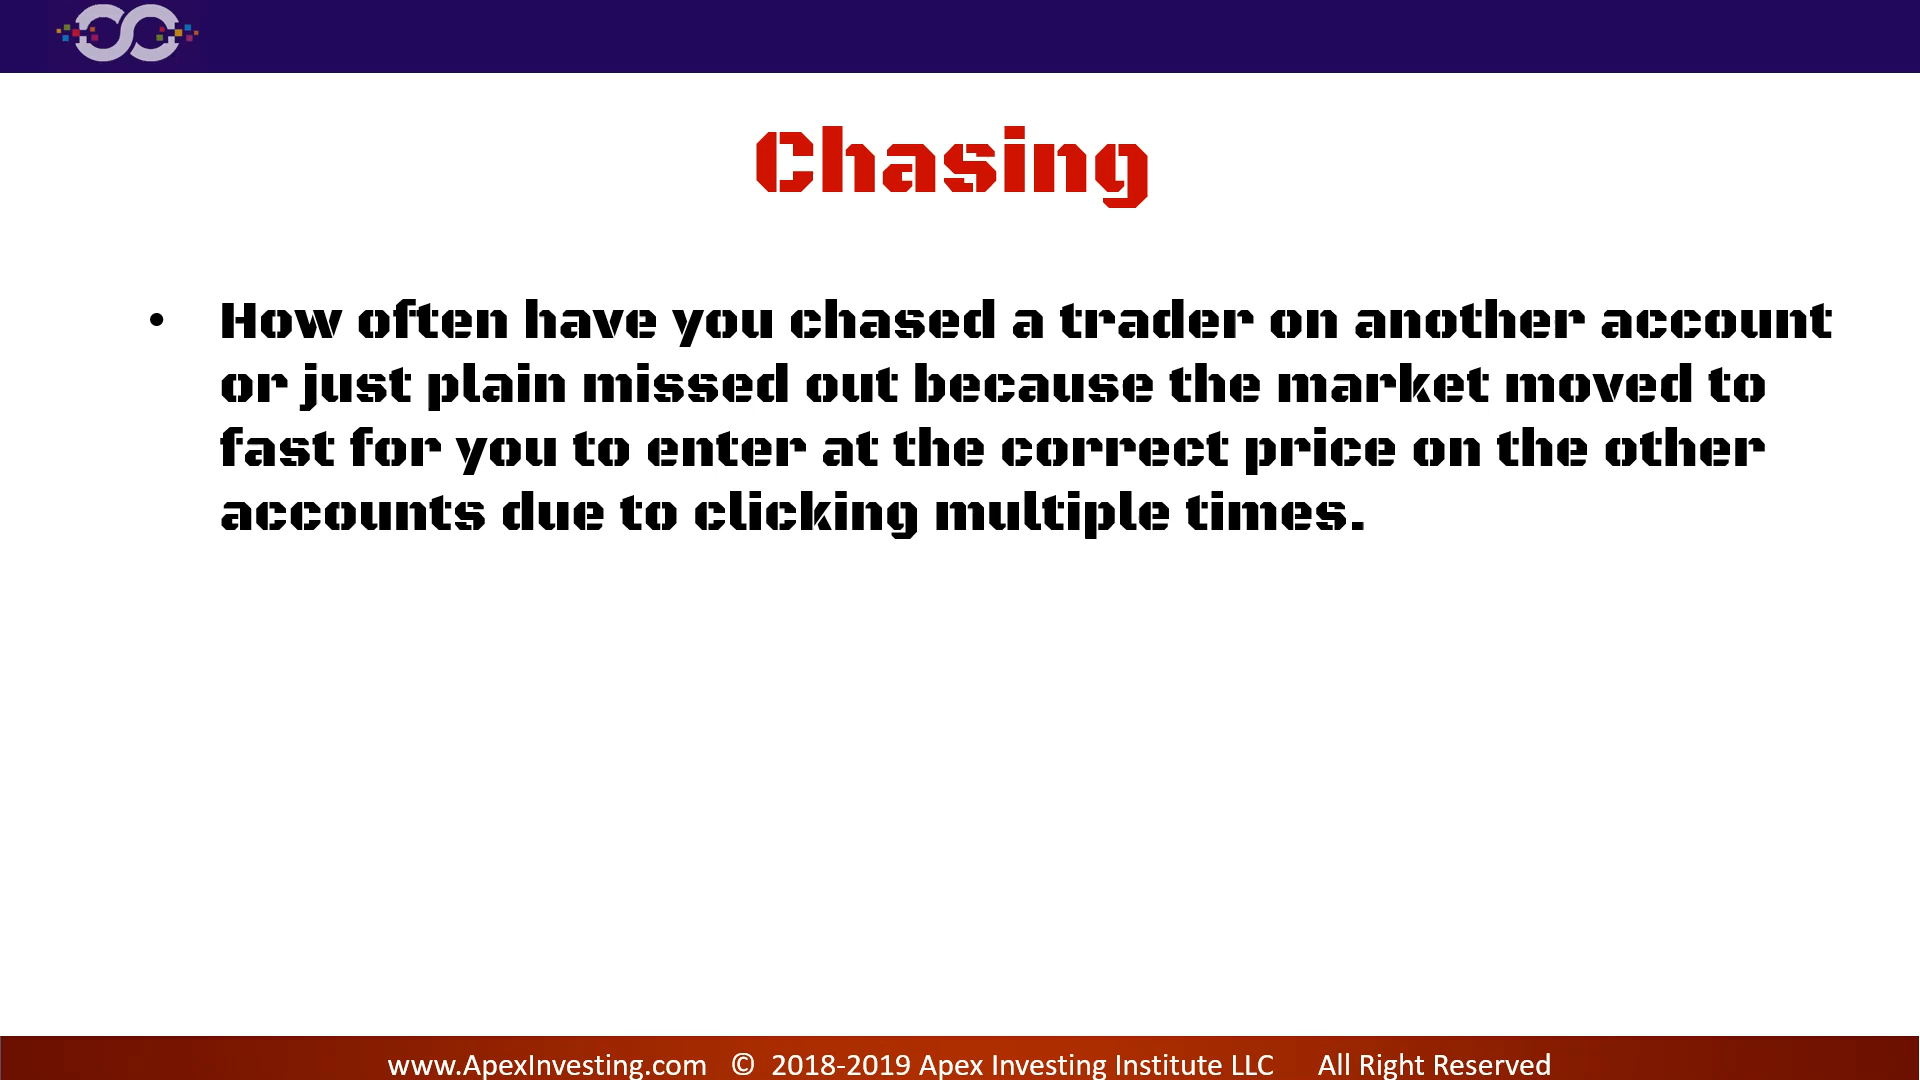 Chasing
• How often have you chased a trader on another account
or just plain missed out because the market moved to
fast for you to enter at the correct price on the other
accounts due to clicking multiple times.
www.ApexInvesting.com © 2018-2019 Apex Investing Institute LLC All Right Reserved